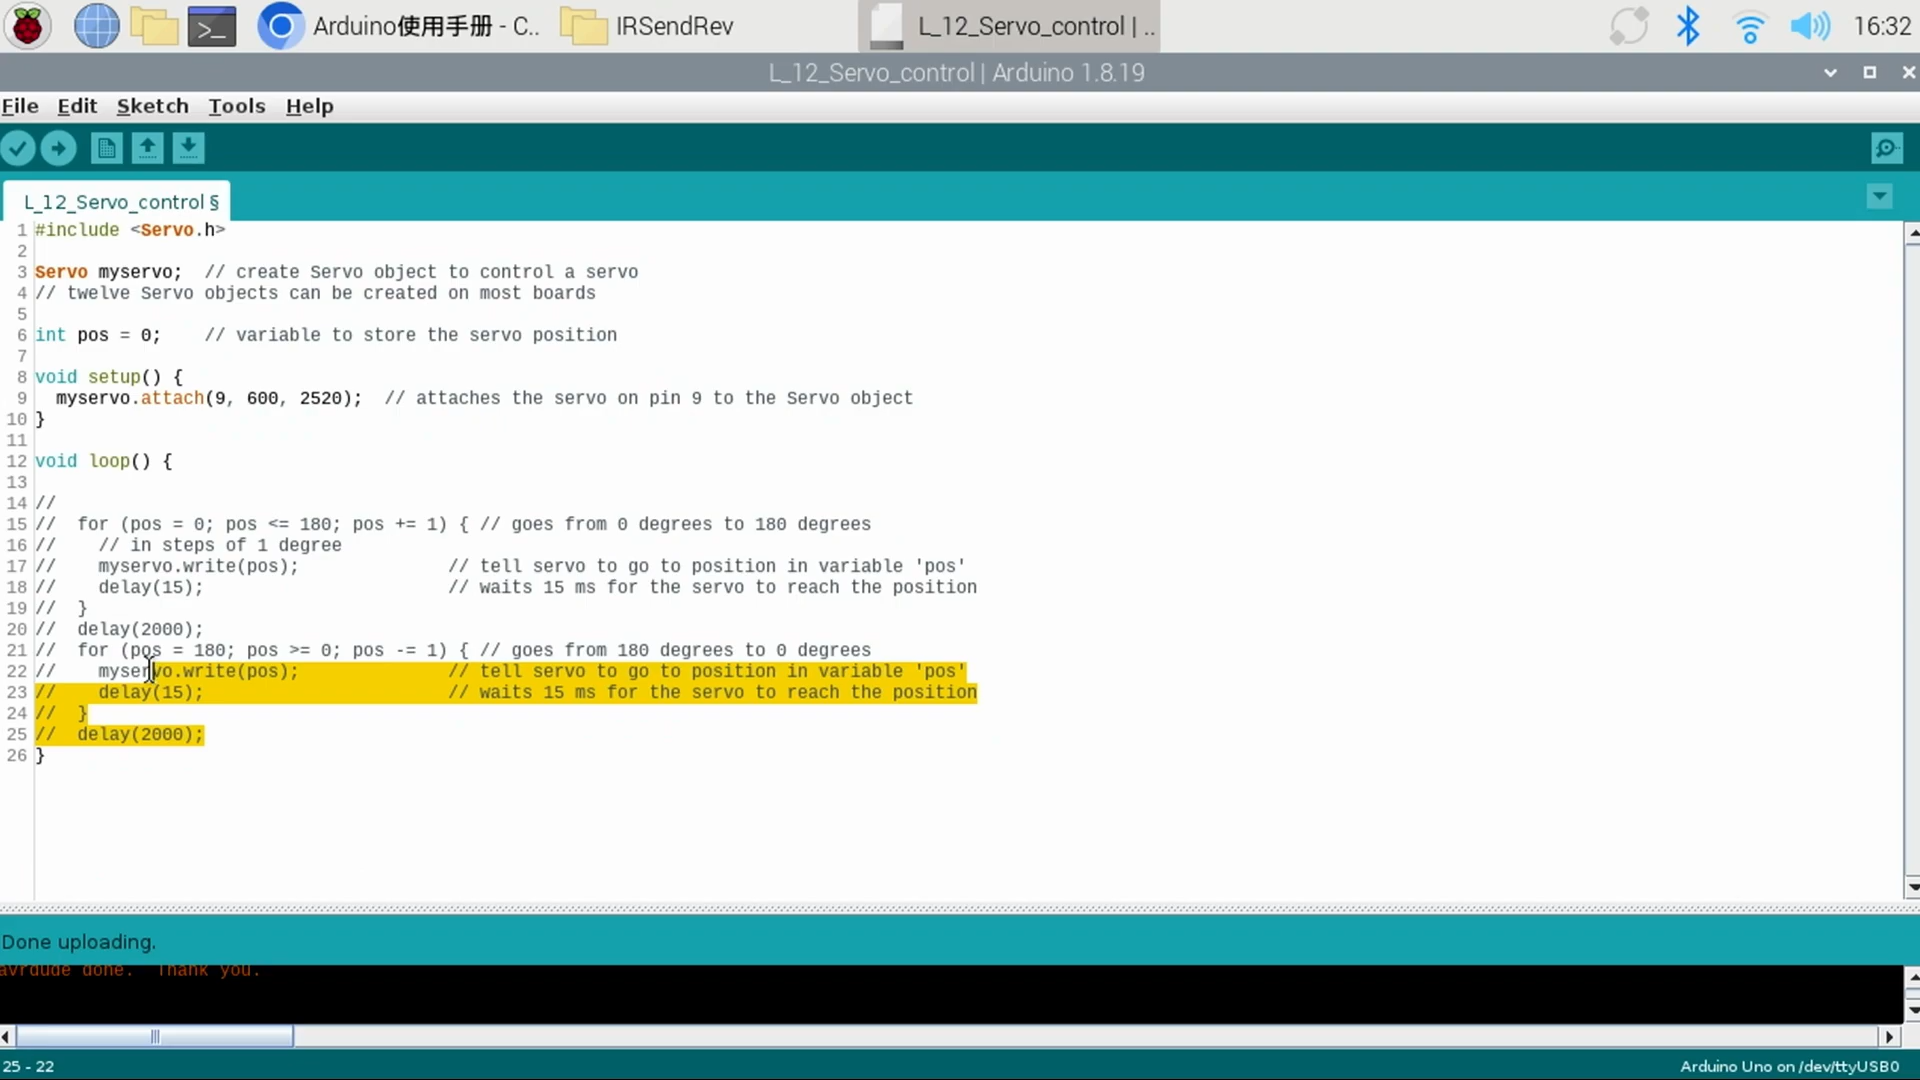 Arduino使用手册 - C..
IRSendRev
L_12_Servo_control | ..
16:32
L_12_Servo_control | Arduino 1.8.19
File Edit Sketch Tools Help
L_12_Servo_control §
1 #include <Servo.h>
2
3 Servo myservo;  // create Servo object to control a servo
4 // twelve Servo objects can be created on most boards
5
6 int pos = 0;    // variable to store the servo position
7
8 void setup() {
9   myservo.attach(9, 600, 2520);  // attaches the servo on pin 9 to the Servo object
10 }
11
12 void loop() {
13
14 //
15 //  for (pos = 0; pos <= 180; pos += 1) { // goes from 0 degrees to 180 degrees
16 //    // in steps of 1 degree
17 //    myservo.write(pos);              // tell servo to go to position in variable 'pos'
18 //    delay(15);                       // waits 15 ms for the servo to reach the position
19 //  }
20 //  delay(2000);
21 //  for (pos = 180; pos >= 0; pos -= 1) { // goes from 180 degrees to 0 degrees
22 //    myservo.write(pos);              // tell servo to go to position in variable 'pos'
23 //    delay(15);                       // waits 15 ms for the servo to reach the position
24 //  }
25 //  delay(2000);
26 }
Done uploading.
avrdude done.  Thank you.
25 - 22
Arduino Uno on /dev/ttyUSB0